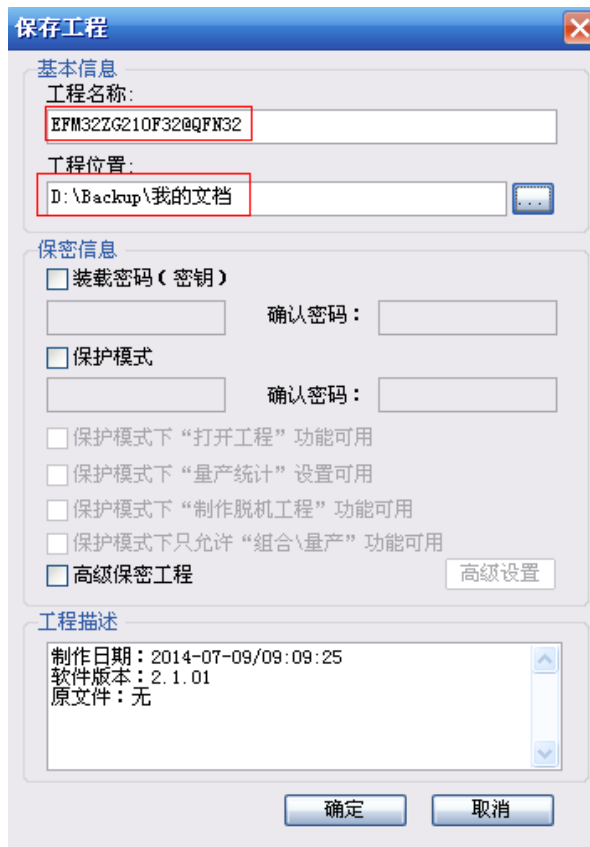 保存工程
基本信息
工程名称:
EFM32ZG210F32@QFN32
工程位置:
D:\Backup\我的文档
...
保密信息
装载密码(密钥)
确认密码：
保护模式
确认密码：
保护模式下“打开工程”功能可用
保护模式下“量产统计”设置可用
保护模式下“制作脱机工程”功能可用
保护模式下只允许“组合\量产”功能可用
高级保密工程
高级设置
工程描述
制作日期：2014-07-09/09:09:25
软件版本：2.1.01
原文件：无
确定
取消